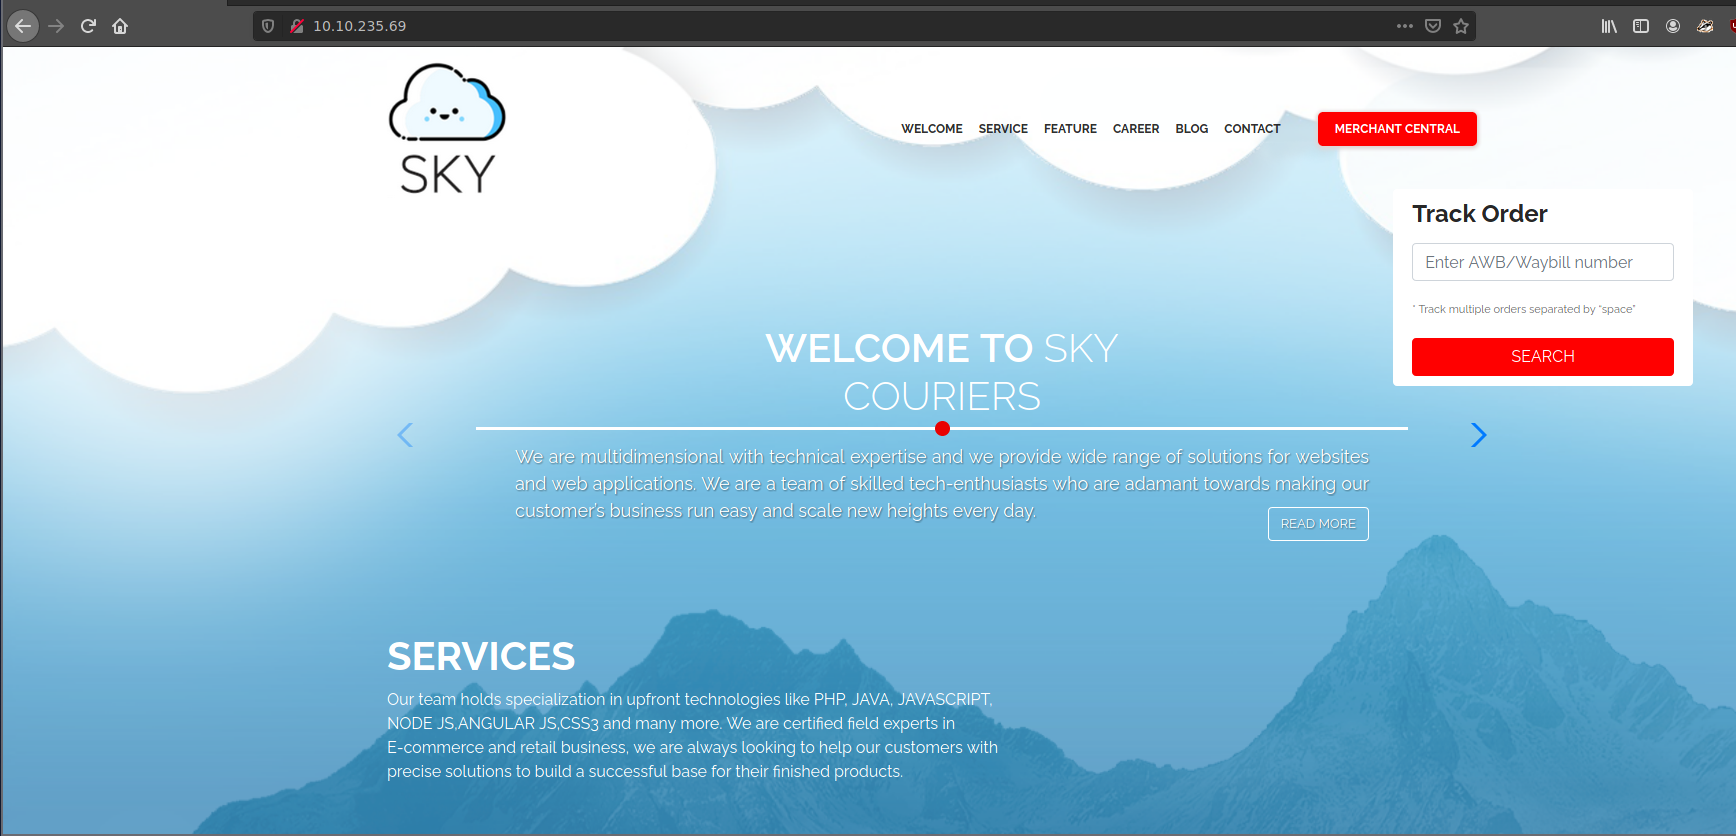 10.10.235.69
SKY
WELCOME SERVICE FEATURE CAREER BLOG CONTACT MERCHANT CENTRAL
Track Order
Enter AWB/Waybill number
* Track multiple orders separated by "space"
SEARCH
WELCOME TO SKY
COURIERS
We are multidimensional with technical expertise and we provide wide range of solutions for websites
and web applications. We are a team of skilled tech-enthusiasts who are adamant towards making our
customer's business run easy and scale new heights every day.
READ MORE
SERVICES
Our team holds specialization in upfront technologies like PHP, JAVA, JAVASCRIPT,
NODE JS,ANGULAR JS,CSS3 and many more. We are certified field experts in
E-commerce and retail business, we are always looking to help our customers with
precise solutions to build a successful base for their finished products.